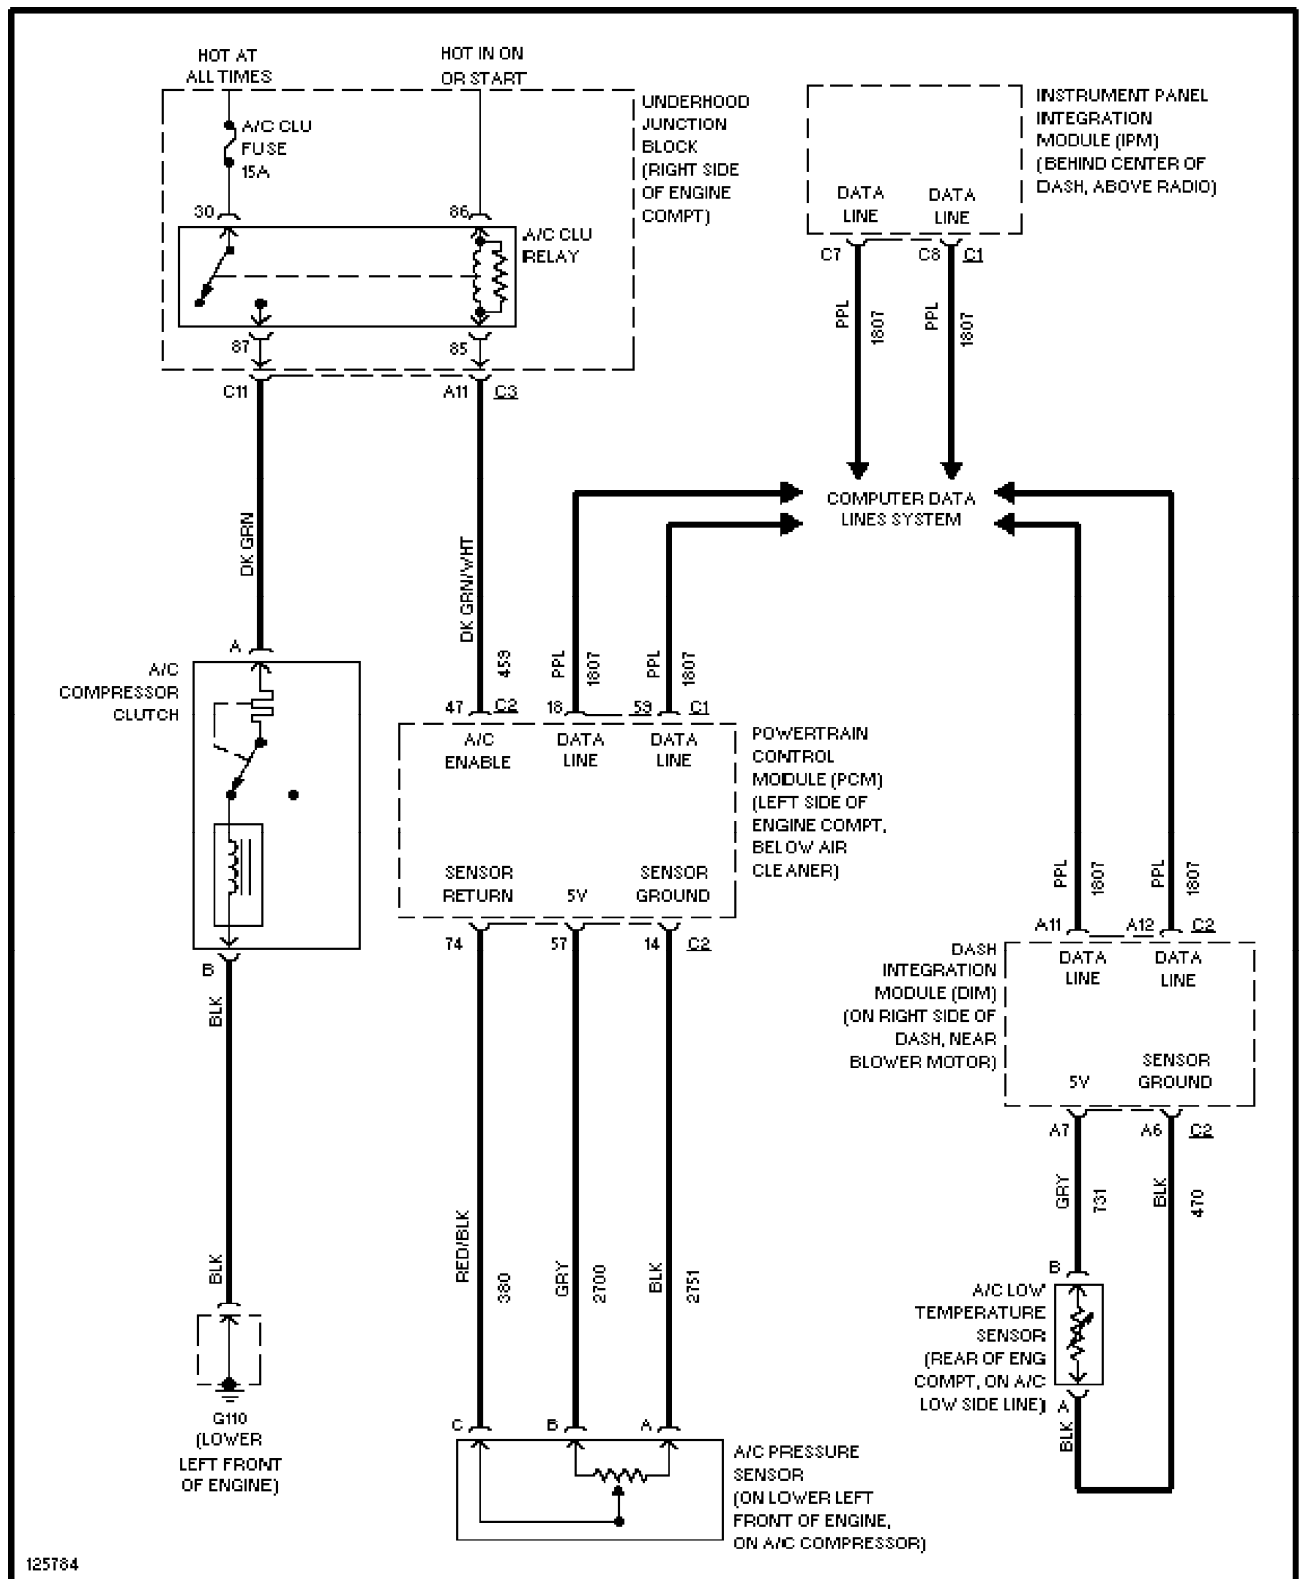 HOT AT
ALL TIMES
HOT IN ON
OR START
A/C CLU
FUSE
15A
UNDERHOOD
JUNCTION
BLOCK
(RIGHT SIDE
OF ENGINE
COMPT)
30
86
A/C CLU
RELAY
87
85
C11
A11
C3
INSTRUMENT PANEL
INTEGRATION
MODULE (IPM)
(BEHIND CENTER OF
DASH, ABOVE RADIO)
DATA
LINE
DATA
LINE
C7
C8
C1
PPL
1807
PPL
1807
COMPUTER DATA
LINES SYSTEM
DK GRN
DK GRN/WHT
459
PPL
1807
PPL
1807
A
A/C
COMPRESSOR
CLUTCH
47
C2
18
59
C1
A/C
ENABLE
DATA
LINE
DATA
LINE
POWERTRAIN
CONTROL
MODULE (PCM)
(LEFT SIDE OF
ENGINE COMPT,
BELOW AIR
CLEANER)
SENSOR
RETURN
5V
SENSOR
GROUND
74
57
14
C2
B
BLK
PPL
1807
PPL
1807
A11
A12
C2
DASH
INTEGRATION
MODULE (DIM)
(ON RIGHT SIDE OF
DASH, NEAR
BLOWER MOTOR)
DATA
LINE
DATA
LINE
5V
SENSOR
GROUND
A7
A6
C2
GRY
731
BLK
470
BLK
RED/BLK
380
GRY
2700
BLK
2751
B
A/C LOW
TEMPERATURE
SENSOR
(REAR OF ENG
COMPT, ON A/C
LOW SIDE LINE)
A
BLK
G110
(LOWER
LEFT FRONT
OF ENGINE)
C
B
A
A/C PRESSURE
SENSOR
(ON LOWER LEFT
FRONT OF ENGINE,
ON A/C COMPRESSOR)
125784